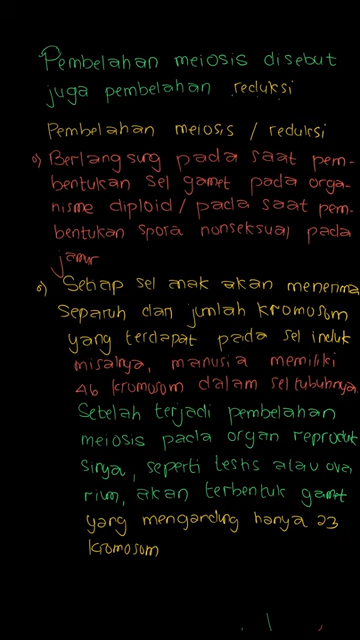 Pembelahan meiosis disebut
juga pembelahan reduksi
Pembelahan meiosis / reduksi
o) Berlangsung pada saat pem-
bentukan sel gamet pada orga-
nisme diploid / pada saat pem-
bentukan spora nonseksual pada
jamur
o) Setiap sel anak akan menerima
separuh dari jumlah kromosom
yang terdapat pada sel induk
misalnya, manusia memiliki
46 kromosom dalam sel tubuhnya.
Setelah terjadi pembelahan
meiosis pada organ reproduk
sinya, seperti testis atau ova
rium, akan terbentuk gamet
yang mengandung hanya 23
kromosom